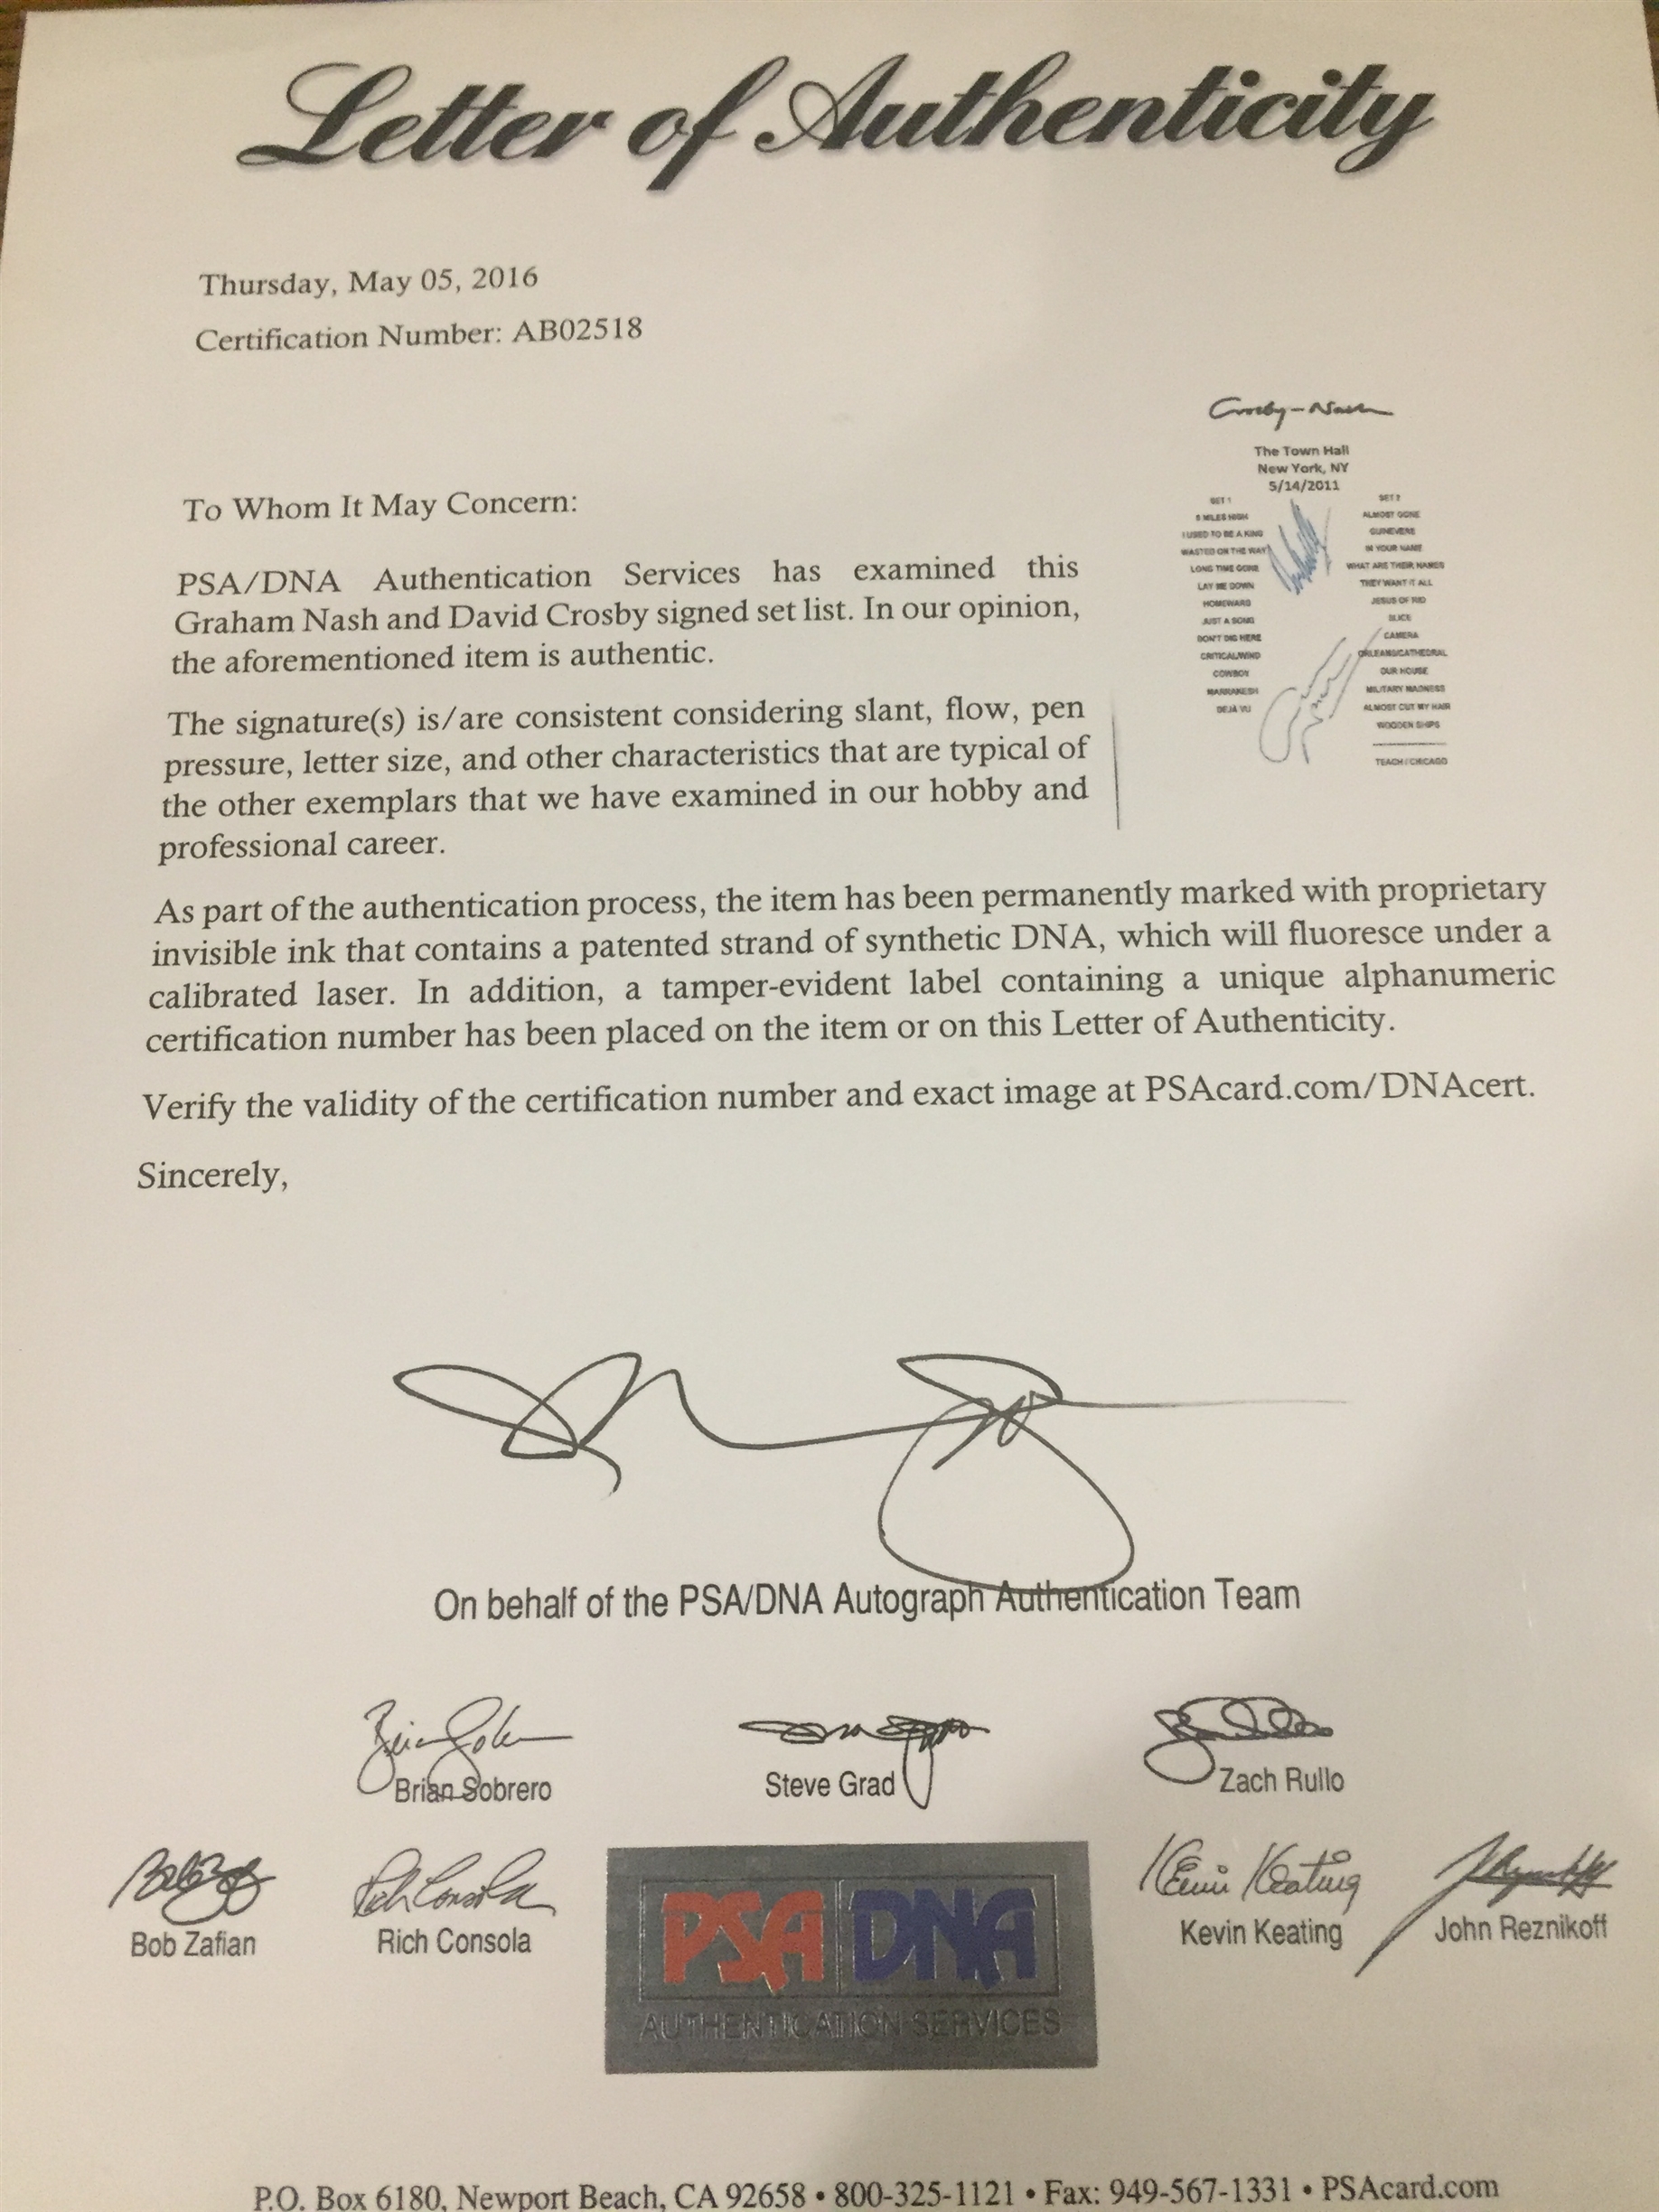 Letter of Authenticity
Thursday, May 05, 2016
Certification Number: AB02518
Crosby-Nash
The Town Hall
New York, NY
5/14/2011
SET 1
8 MILES HIGH
I USED TO BE A KING
WASTED ON THE WAY
LONG TIME GONE
LAY ME DOWN
HOMEWARD
JUST A SONG
DON'T DIG HERE
CRITICAL/WIND
COWBOY
MARRAKESH
DEJA VU
SET 2
ALMOST GONE
GUINEVERE
IN YOUR NAME
WHAT ARE THEIR NAMES
THEY WANT IT ALL
JESUS OF RIO
SLICE
CAMERA
ORLEANS/CATHEDRAL
OUR HOUSE
MILITARY MADNESS
ALMOST CUT MY HAIR
WOODEN SHIPS
TEACH / CHICAGO
To Whom It May Concern:
PSA/DNA Authentication Services has examined this
Graham Nash and David Crosby signed set list. In our opinion,
the aforementioned item is authentic.
The signature(s) is/are consistent considering slant, flow, pen
pressure, letter size, and other characteristics that are typical of
the other exemplars that we have examined in our hobby and
professional career.
As part of the authentication process, the item has been permanently marked with proprietary
invisible ink that contains a patented strand of synthetic DNA, which will fluoresce under a
calibrated laser. In addition, a tamper-evident label containing a unique alphanumeric
certification number has been placed on the item or on this Letter of Authenticity.
Verify the validity of the certification number and exact image at PSAcard.com/DNAcert.
Sincerely,
On behalf of the PSA/DNA Autograph Authentication Team
Brian Sobrero
Steve Grad
Zach Rullo
Bob Zafian
Rich Consola
PSA DNA
AUTHENTICATION SERVICES
Kevin Keating
Kevin Keating
John Reznikoff
P.O. Box 6180, Newport Beach, CA 92658 • 800-325-1121 • Fax: 949-567-1331 • PSAcard.com